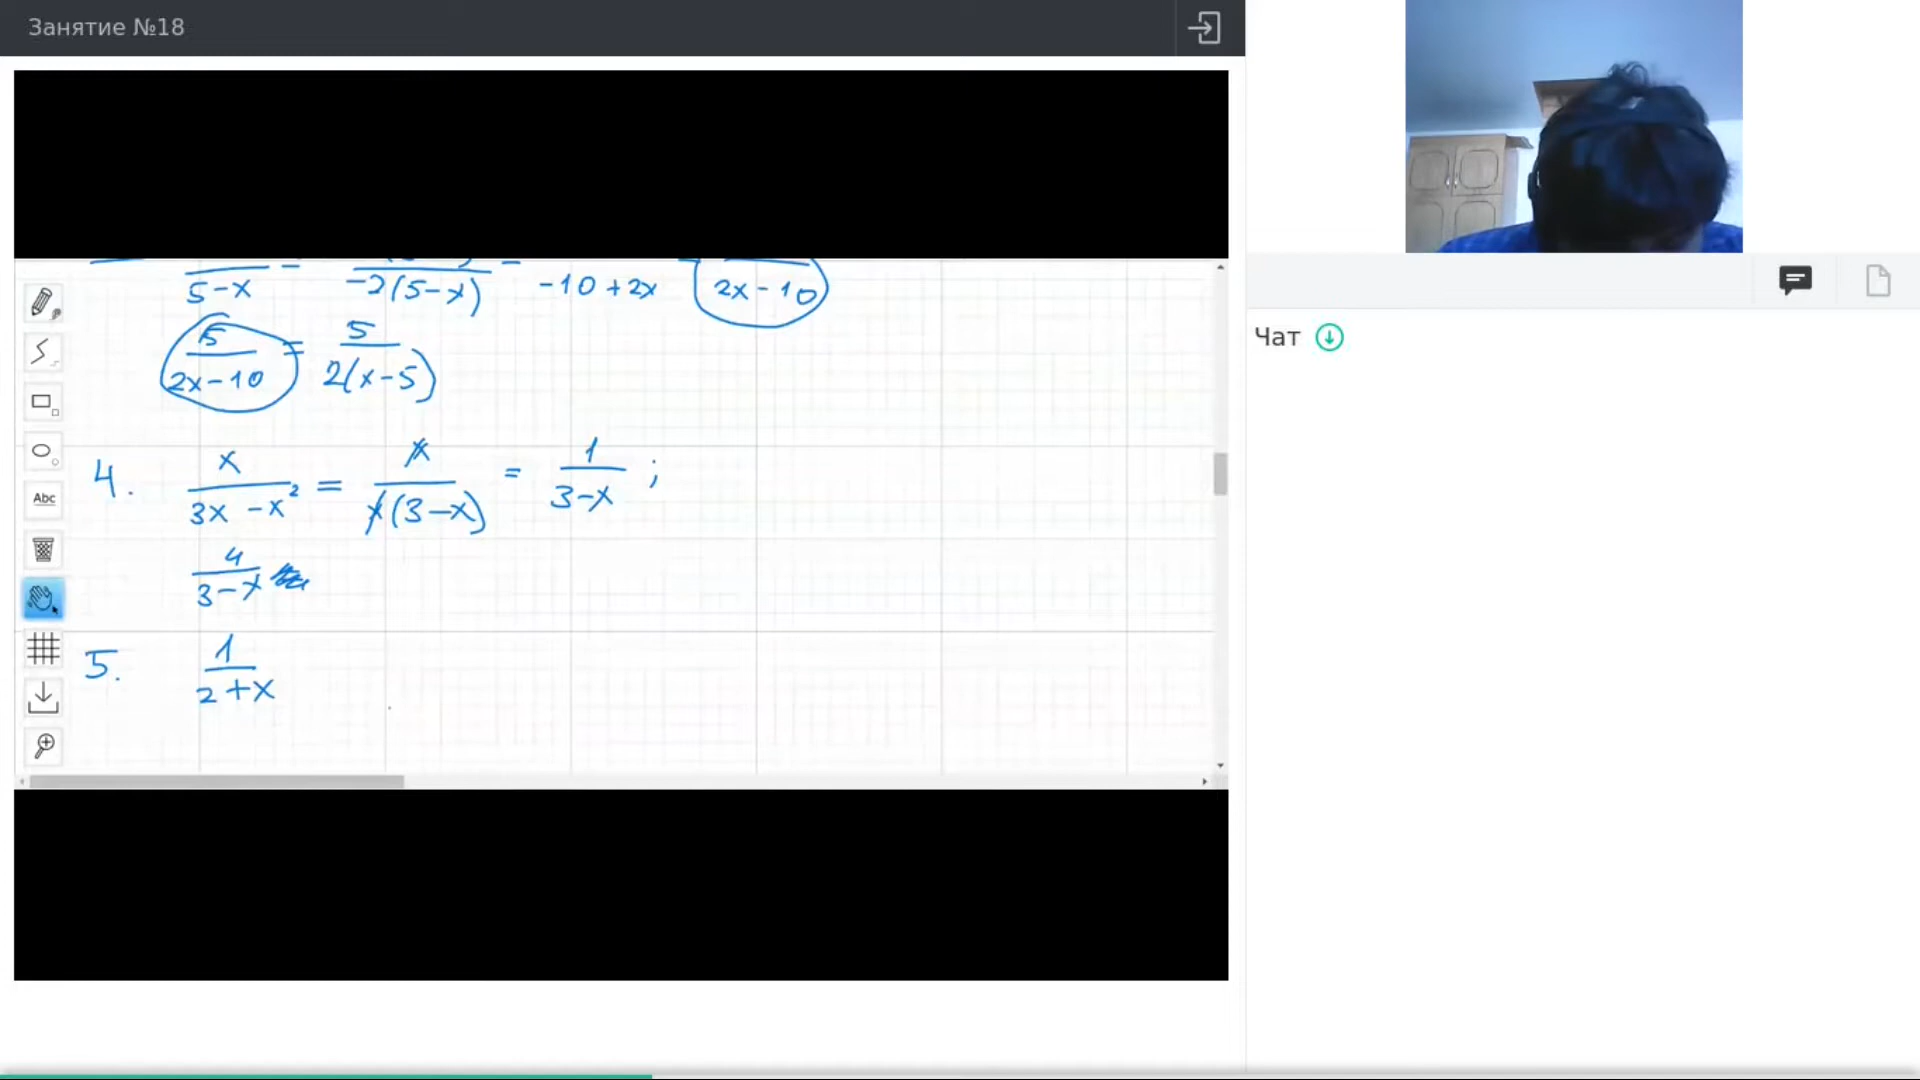 Занятие №18
5-x = -2(5-x) = -10+2x = 2x-10
5/(2x-10) = 5/(2(x-5))
4. x/(3x-x²) = x/(x(3-x)) = 1/(3-x) ;
4/(3-x)
5. 1/(2+x)
Abc
Чат